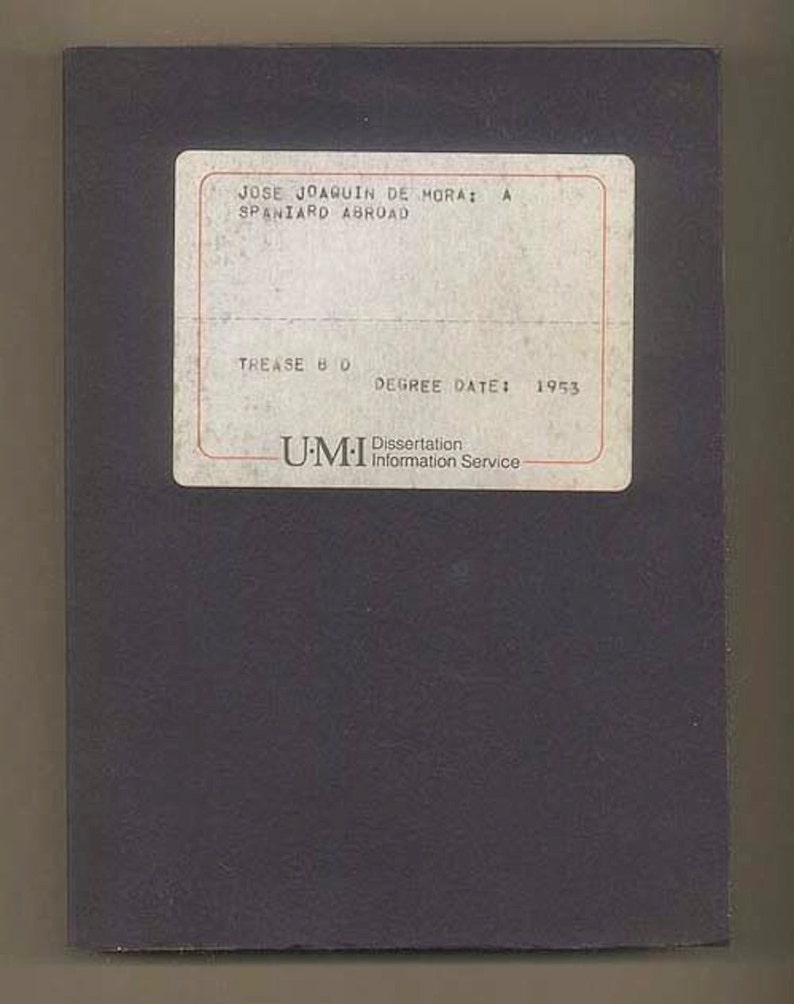 JOSE JOAQUIN DE MORA: A
SPANIARD ABROAD
TREASE B D
DEGREE DATE: 1953
U·M·I Dissertation
Information Service